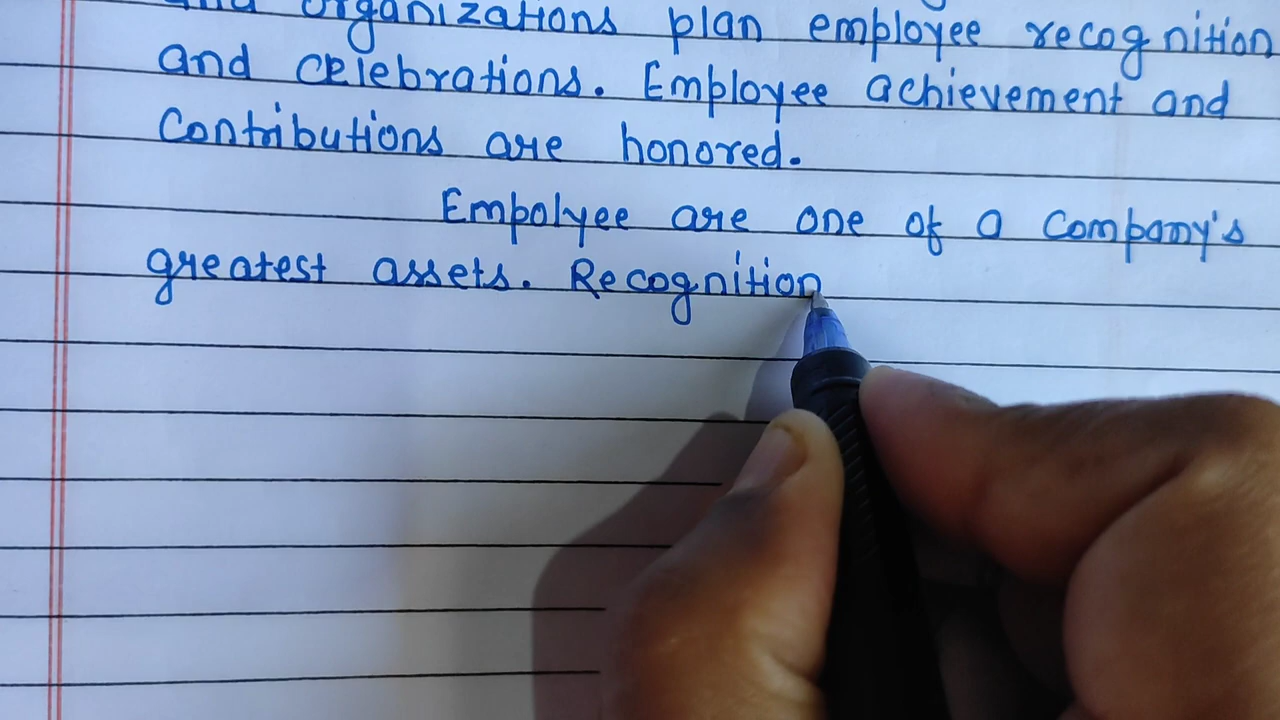 and organizations plan employee recognition
and celebrations. Employee achievement and
Contributions are honored.
Empolyee are one of a Company's
greatest assets. Recognition